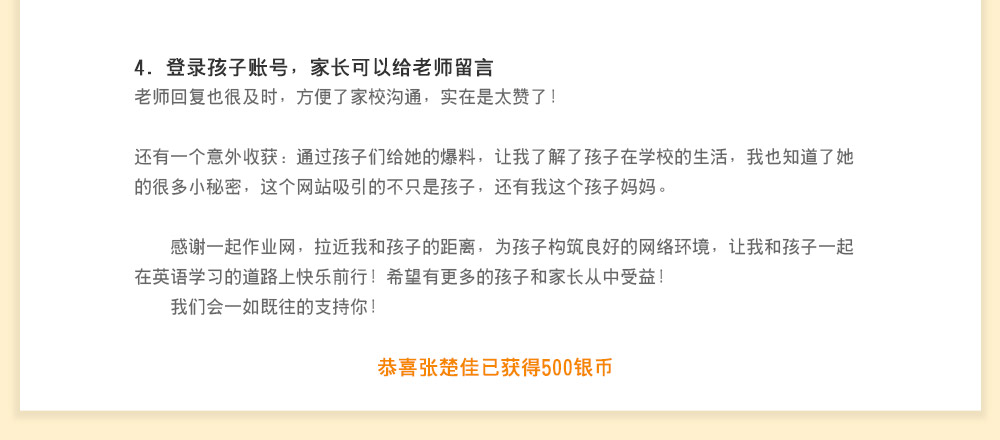 4. 登录孩子账号，家长可以给老师留言
老师回复也很及时，方便了家校沟通，实在是太赞了！
还有一个意外收获：通过孩子们给她的爆料，让我了解了孩子在学校的生活，我也知道了她
的很多小秘密，这个网站吸引的不只是孩子，还有我这个孩子妈妈。
感谢一起作业网，拉近我和孩子的距离，为孩子构筑良好的网络环境，让我和孩子一起
在英语学习的道路上快乐前行！希望有更多的孩子和家长从中受益！
我们会一如既往的支持你！
恭喜张楚佳已获得500银币